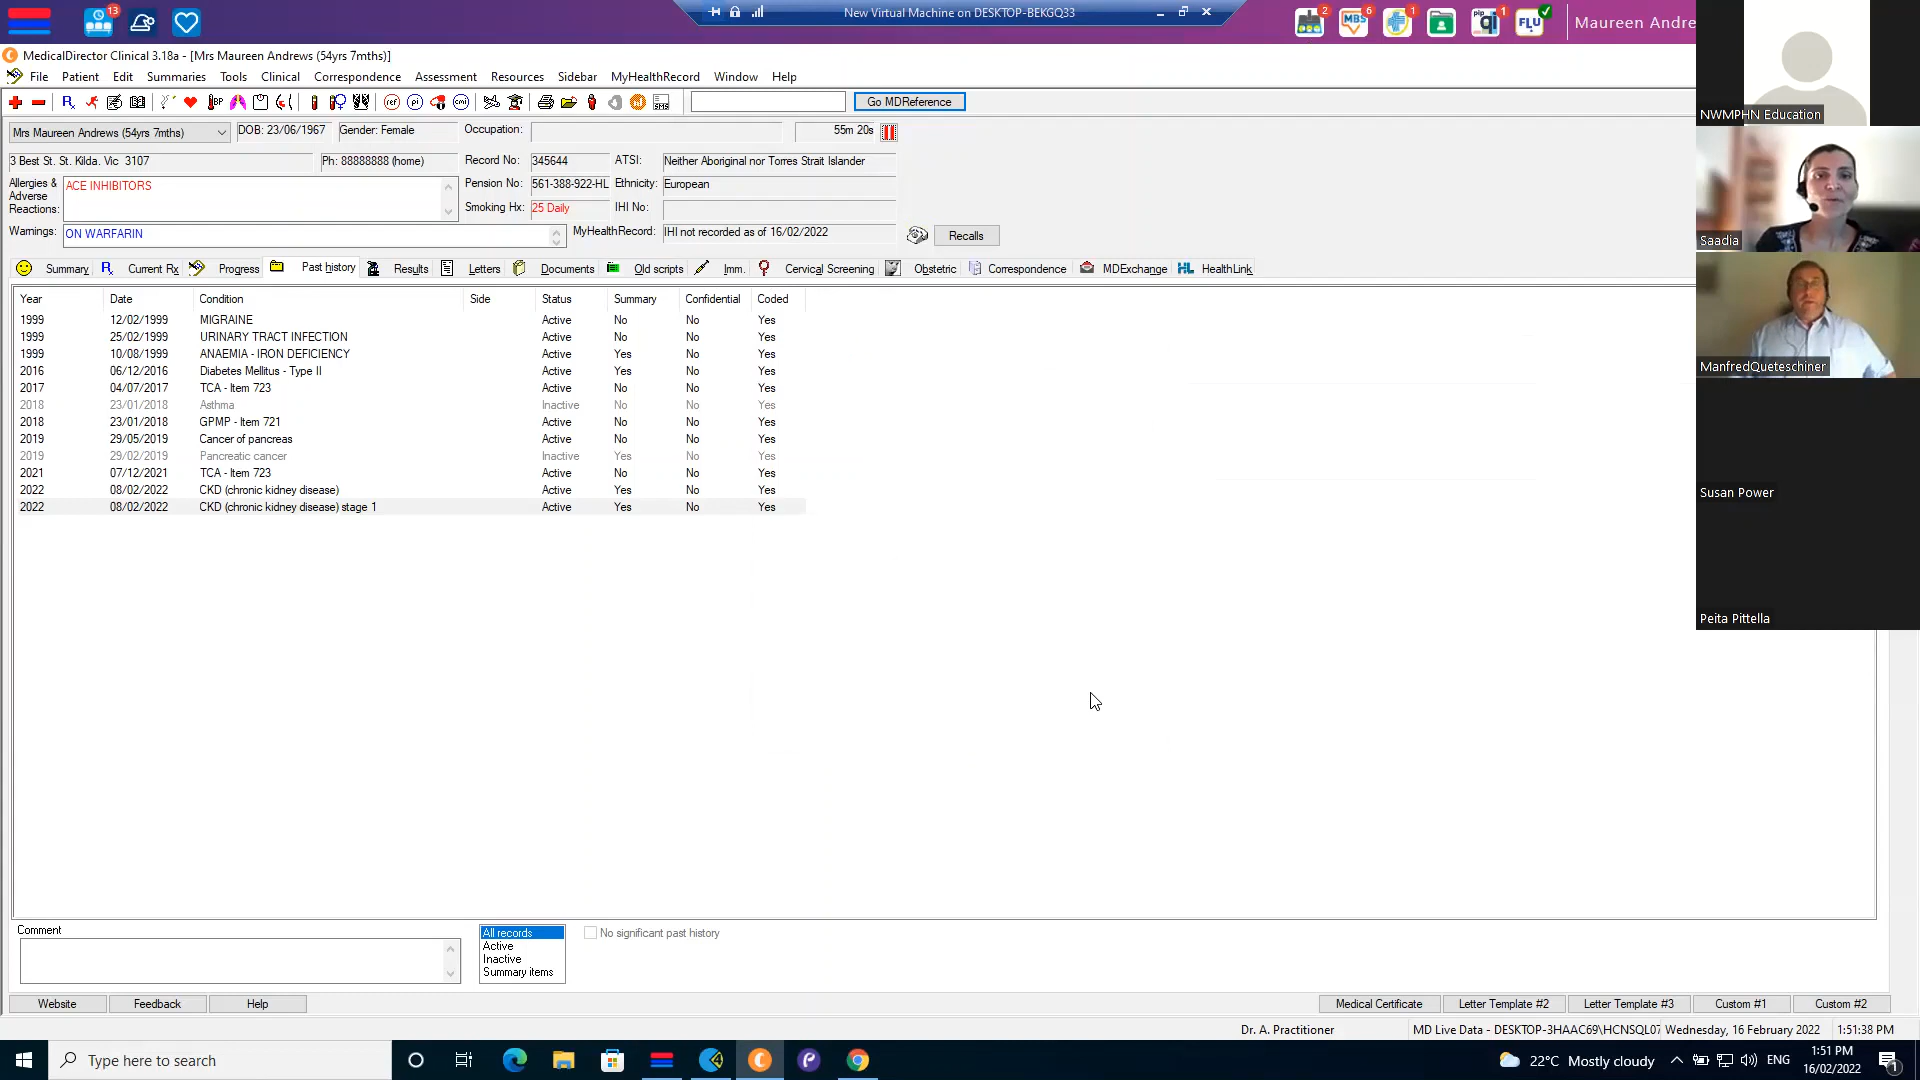 13
New Virtual Machine on DESKTOP-BEKGQ33
2
MBS 6
1
pip qi 1
FLU
Maureen Andre
MedicalDirector Clinical 3.18a - [Mrs Maureen Andrews (54yrs 7mths)]
File Patient Edit Summaries Tools Clinical Correspondence Assessment Resources Sidebar MyHealthRecord Window Help
Go MDReference
Mrs Maureen Andrews (54yrs 7mths) DOB: 23/06/1967 Gender: Female Occupation: 55m 20s
3 Best St. St. Kilda. Vic 3107 Ph: 88888888 (home) Record No: 345644 ATSI: Neither Aboriginal nor Torres Strait Islander
Allergies & Adverse Reactions: ACE INHIBITORS Pension No: 561-388-922-HL Ethnicity: European
Smoking Hx: 25 Daily IHI No:
Warnings: ON WARFARIN MyHealthRecord: IHI not recorded as of 16/02/2022 Recalls
Summary Current Rx Progress Past history Results Letters Documents Old scripts Imm. Cervical Screening Obstetric Correspondence MDExchange HealthLink
Year Date Condition Side Status Summary Confidential Coded
1999 12/02/1999 MIGRAINE Active No No Yes
1999 25/02/1999 URINARY TRACT INFECTION Active No No Yes
1999 10/08/1999 ANAEMIA - IRON DEFICIENCY Active Yes No Yes
2016 06/12/2016 Diabetes Mellitus - Type II Active Yes No Yes
2017 04/07/2017 TCA - Item 723 Active No No Yes
2018 23/01/2018 Asthma Inactive No No Yes
2018 23/01/2018 GPMP - Item 721 Active No No Yes
2019 29/05/2019 Cancer of pancreas Active No No Yes
2019 29/02/2019 Pancreatic cancer Inactive Yes No Yes
2021 07/12/2021 TCA - Item 723 Active No No Yes
2022 08/02/2022 CKD (chronic kidney disease) Active Yes No Yes
2022 08/02/2022 CKD (chronic kidney disease) stage 1 Active Yes No Yes
NWMPHN Education
Saadia
ManfredQueteschiner
Susan Power
Peita Pittella
Comment
All records
Active
Inactive
Summary items
No significant past history
Website Feedback Help Medical Certificate Letter Template #2 Letter Template #3 Custom #1 Custom #2
Dr. A. Practitioner MD Live Data - DESKTOP-3HAAC69\HCNSQL07 Wednesday, 16 February 2022 1:51:38 PM
Type here to search
22°C Mostly cloudy ENG
1:51 PM
16/02/2022
1